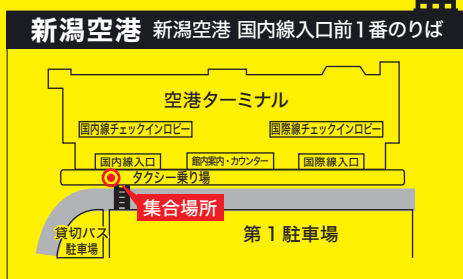 新潟空港 新潟空港 国内線入口前1番のりば
空港ターミナル
国内線チェックインロビー 国際線チェックインロビー
国内線入口 館内案内・カウンター 国際線入口
タクシー乗り場
集合場所
貸切バス
駐車場
第1駐車場